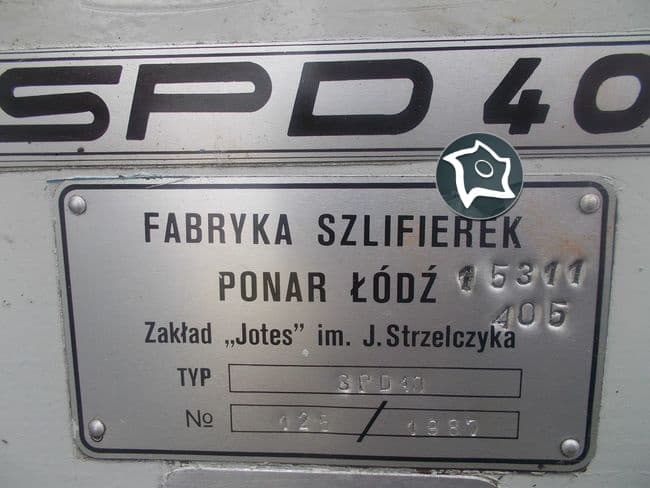 SPD 40
FABRYKA SZLIFIEREK
PONAR ŁÓDŹ 15311
405
Zakład „Jotes” im. J. Strzelczyka
TYP SPD40
№ /